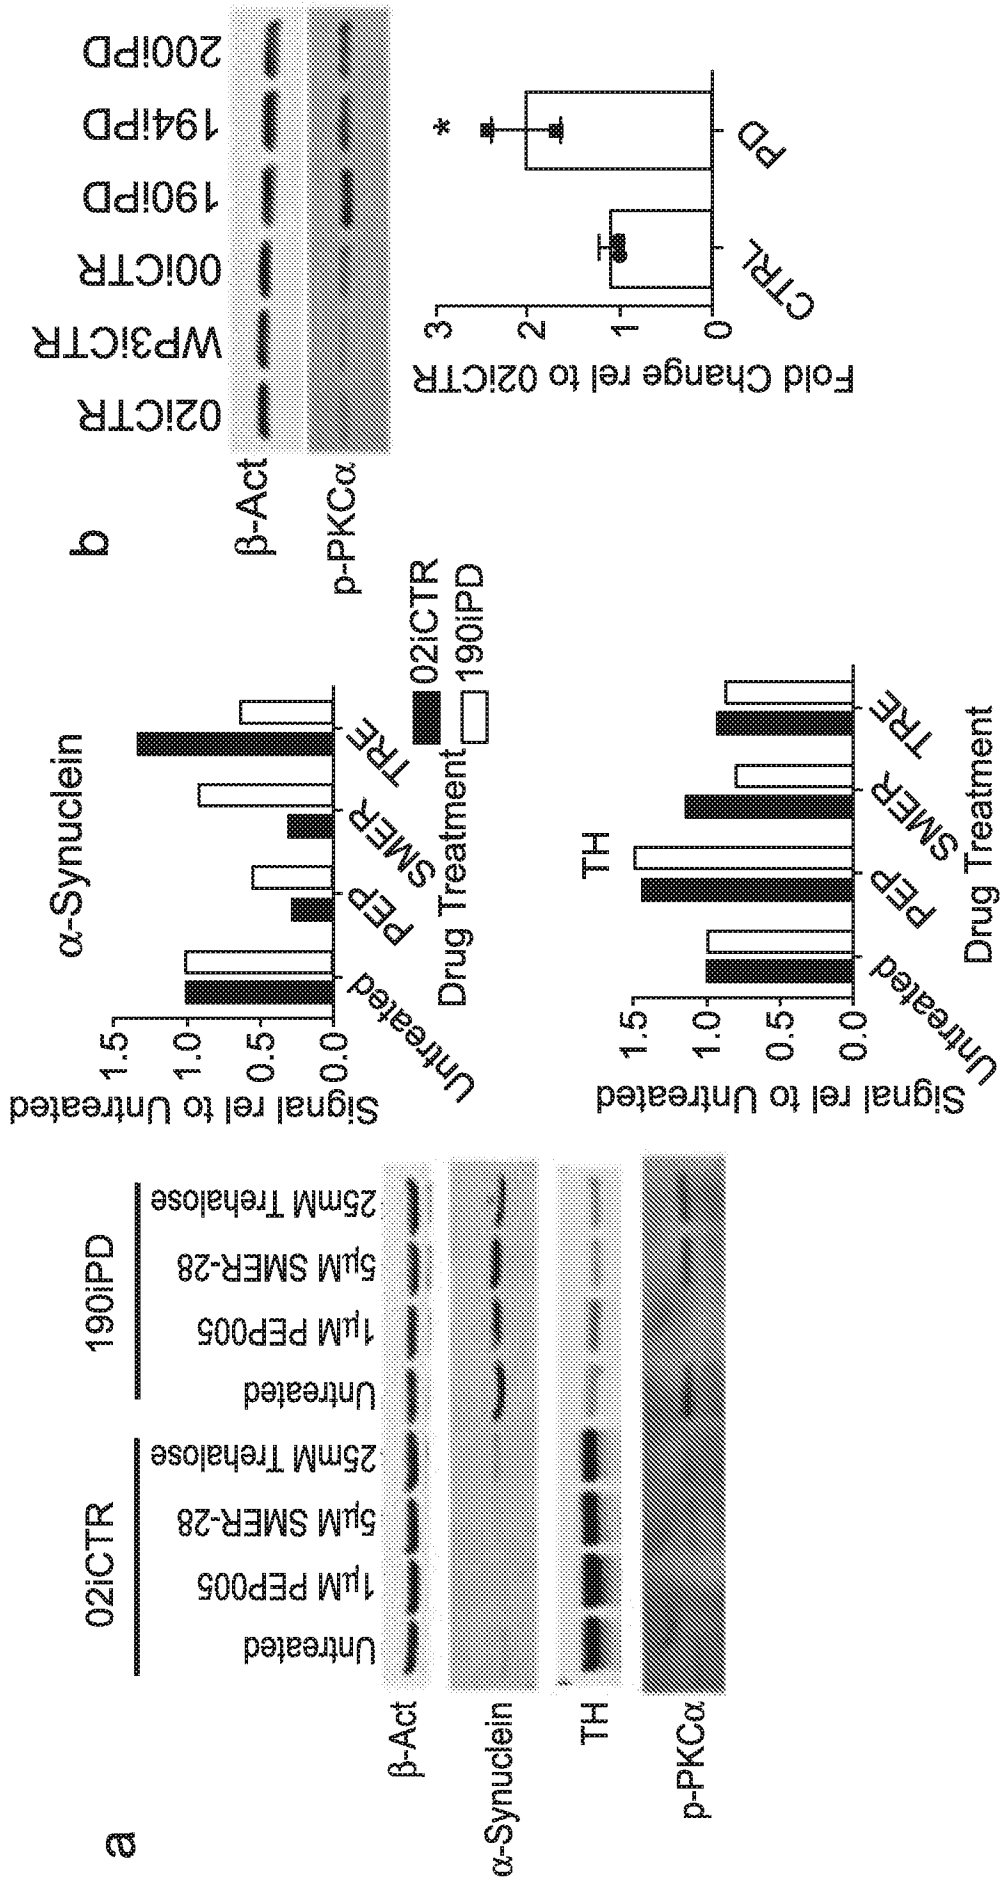 a
02iCTR
190iPD
Untreated
1µM PEP005
5µM SMER-28
25mM Trehalose
Untreated
1µM PEP005
5µM SMER-28
25mM Trehalose
β-Act
α-Synuclein
TH
p-PKCα
α-Synuclein
Signal rel to Untreated
1.5
1.0
0.5
0.0
Untreated
PEP
SMER
TRE
Drug Treatment
02iCTR
190iPD
TH
Signal rel to Untreated
1.5
1.0
0.5
0.0
Untreated
PEP
SMER
TRE
Drug Treatment
b
02iCTR
WP3iCTR
00iCTR
190iPD
194iPD
200iPD
β-Act
p-PKCα
Fold Change rel to 02iCTR
3
2
1
0
*
CTRL
PD